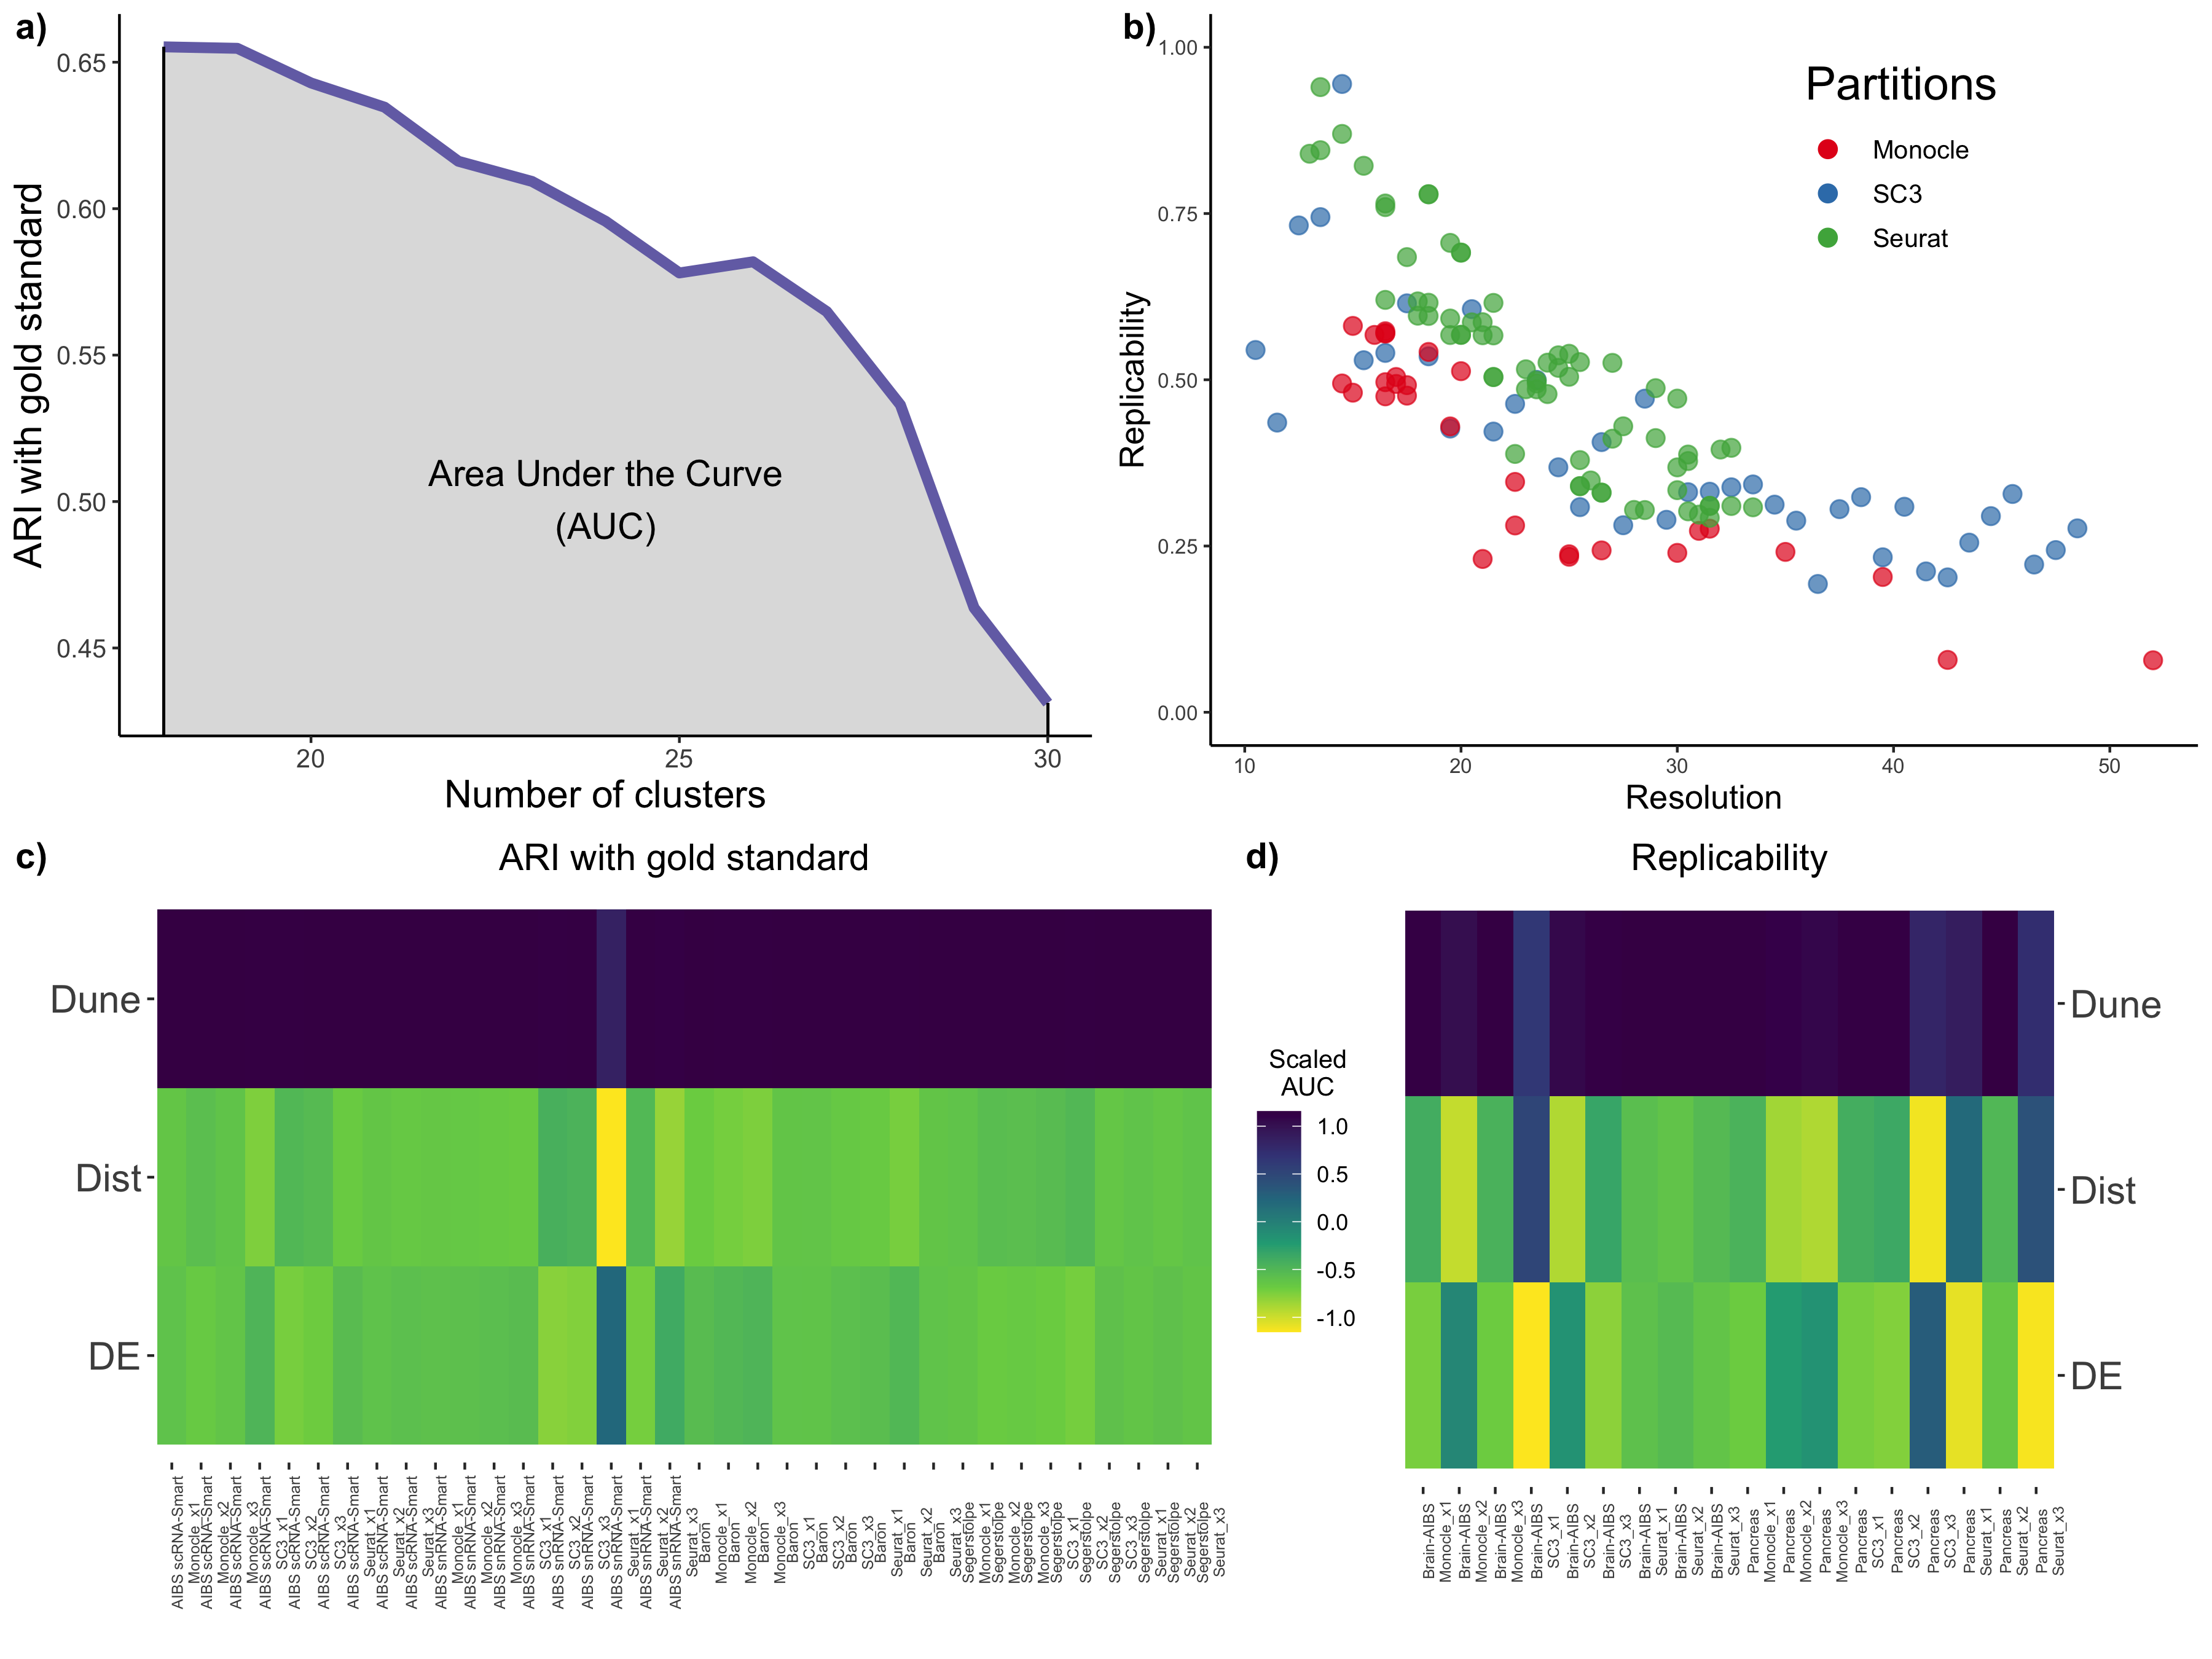 a)
ARI with gold standard
0.65
0.60
0.55
0.50
0.45
Area Under the Curve
(AUC)
20
25
30
Number of clusters
b)
Replicability
1.00
0.75
0.50
0.25
0.00
Partitions
Monocle
SC3
Seurat
10
20
30
40
50
Resolution
c)
ARI with gold standard
Dune
Dist
DE
AIBS scRNA-Smart
Monocle_x1
AIBS scRNA-Smart
Monocle_x2
AIBS scRNA-Smart
Monocle_x3
AIBS scRNA-Smart
SC3_x1
AIBS scRNA-Smart
SC3_x2
AIBS scRNA-Smart
SC3_x3
AIBS scRNA-Smart
Seurat_x1
AIBS scRNA-Smart
Seurat_x2
AIBS scRNA-Smart
Seurat_x3
AIBS snRNA-Smart
Monocle_x1
AIBS snRNA-Smart
Monocle_x2
AIBS snRNA-Smart
Monocle_x3
AIBS snRNA-Smart
SC3_x1
AIBS snRNA-Smart
SC3_x2
AIBS snRNA-Smart
SC3_x3
AIBS snRNA-Smart
Seurat_x1
AIBS snRNA-Smart
Seurat_x2
AIBS snRNA-Smart
Seurat_x3
Baron
Monocle_x1
Baron
Monocle_x2
Baron
Monocle_x3
Baron
SC3_x1
Baron
SC3_x2
Baron
SC3_x3
Baron
Seurat_x1
Baron
Seurat_x2
Baron
Seurat_x3
Segerstolpe
Monocle_x1
Segerstolpe
Monocle_x2
Segerstolpe
Monocle_x3
Segerstolpe
SC3_x1
Segerstolpe
SC3_x2
Segerstolpe
SC3_x3
Segerstolpe
Seurat_x1
Segerstolpe
Seurat_x2
Segerstolpe
Seurat_x3
Scaled
AUC
1.0
0.5
0.0
-0.5
-1.0
d)
Replicability
Dune
Dist
DE
Brain-AIBS
Monocle_x1
Brain-AIBS
Monocle_x2
Brain-AIBS
Monocle_x3
Brain-AIBS
SC3_x1
Brain-AIBS
SC3_x2
Brain-AIBS
SC3_x3
Brain-AIBS
Seurat_x1
Brain-AIBS
Seurat_x2
Brain-AIBS
Seurat_x3
Pancreas
Monocle_x1
Pancreas
Monocle_x2
Pancreas
Monocle_x3
Pancreas
SC3_x1
Pancreas
SC3_x2
Pancreas
SC3_x3
Pancreas
Seurat_x1
Pancreas
Seurat_x2
Pancreas
Seurat_x3